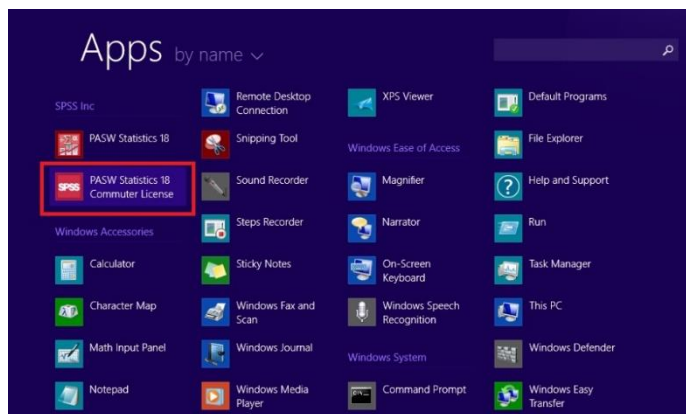 Apps by name
SPSS Inc
PASW Statistics 18
SPSS
PASW Statistics 18
Commuter License
Windows Accessories
Calculator
Character Map
Math Input Panel
Notepad
Remote Desktop
Connection
Snipping Tool
Sound Recorder
Steps Recorder
Sticky Notes
Windows Fax and
Scan
Windows Journal
Windows Media
Player
XPS Viewer
Windows Ease of Access
Magnifier
Narrator
On-Screen
Keyboard
Windows Speech
Recognition
Windows System
Command Prompt
Default Programs
File Explorer
Help and Support
Run
Task Manager
This PC
Windows Defender
Windows Easy
Transfer